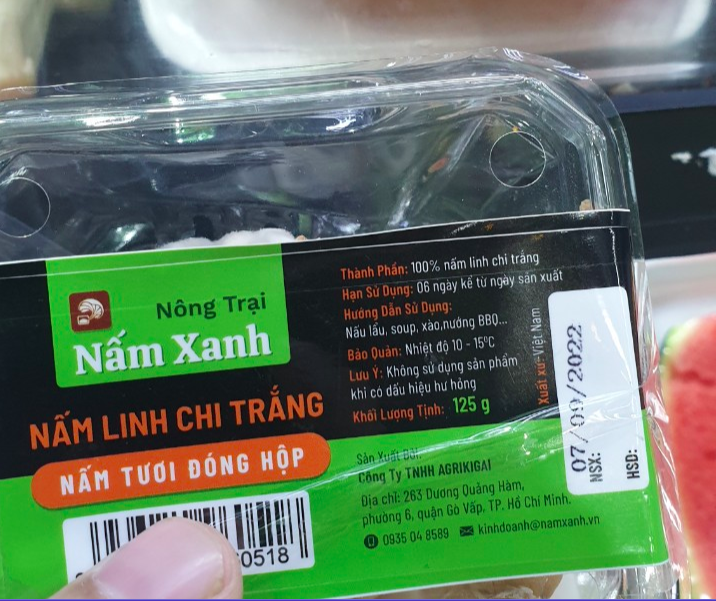 Nông Trại
Nấm Xanh
NẤM LINH CHI TRẮNG
NẤM TƯƠI ĐÓNG HỘP
0518
Thành Phần: 100% nấm linh chi trắng
Hạn Sử Dụng: 06 ngày kể từ ngày sản xuất
Hướng Dẫn Sử Dụng:
Nấu lẩu, soup, xào,nướng BBQ...
Bảo Quản: Nhiệt độ 10 - 15°C
Lưu Ý: Không sử dụng sản phẩm
khi có dấu hiệu hư hỏng
Khối Lượng Tịnh: 125 g
Xuất xứ: Việt Nam
Sản Xuất Bởi:
Công Ty TNHH AGRIKIGAI
Địa chỉ: 263 Dương Quảng Hàm,
phường 6, quận Gò Vấp, TP. Hồ Chí Minh.
0935 04 8589 kinhdoanh@namxanh.vn
07/09/2022
NSX:
HSD: